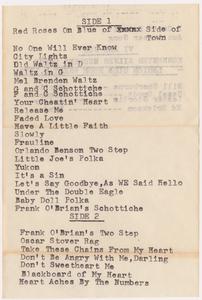 SIDE 1
Red Roses On Blue of xxxxx Side of
Town
No One Will Ever Know
City Lights
Old Waltz in D
Waltz in G
Mel Brenden Waltz
G and C Schottiche
F and G Schottiche
Your Cheatin' Heart
Release Me
Faded Love
Have A Little Faith
Slowly
Frauline
Orlando Benson Two Step
Little Joe's Polka
Yukon
It's a Sin
Let's Say Goodbye,As WE Said Hello
Under The Double Eagle
Baby Doll Polka
Frank O'Brian's Schottiche
SIDE 2
Frank O'Brian's Two Step
Oscar Stover Rag
Take These Chains From My Heart
Don't Be Angry With Me,Darling
Don't Sweetheart Me
Blackboard of My Heart
Heart Aches By The Numbers